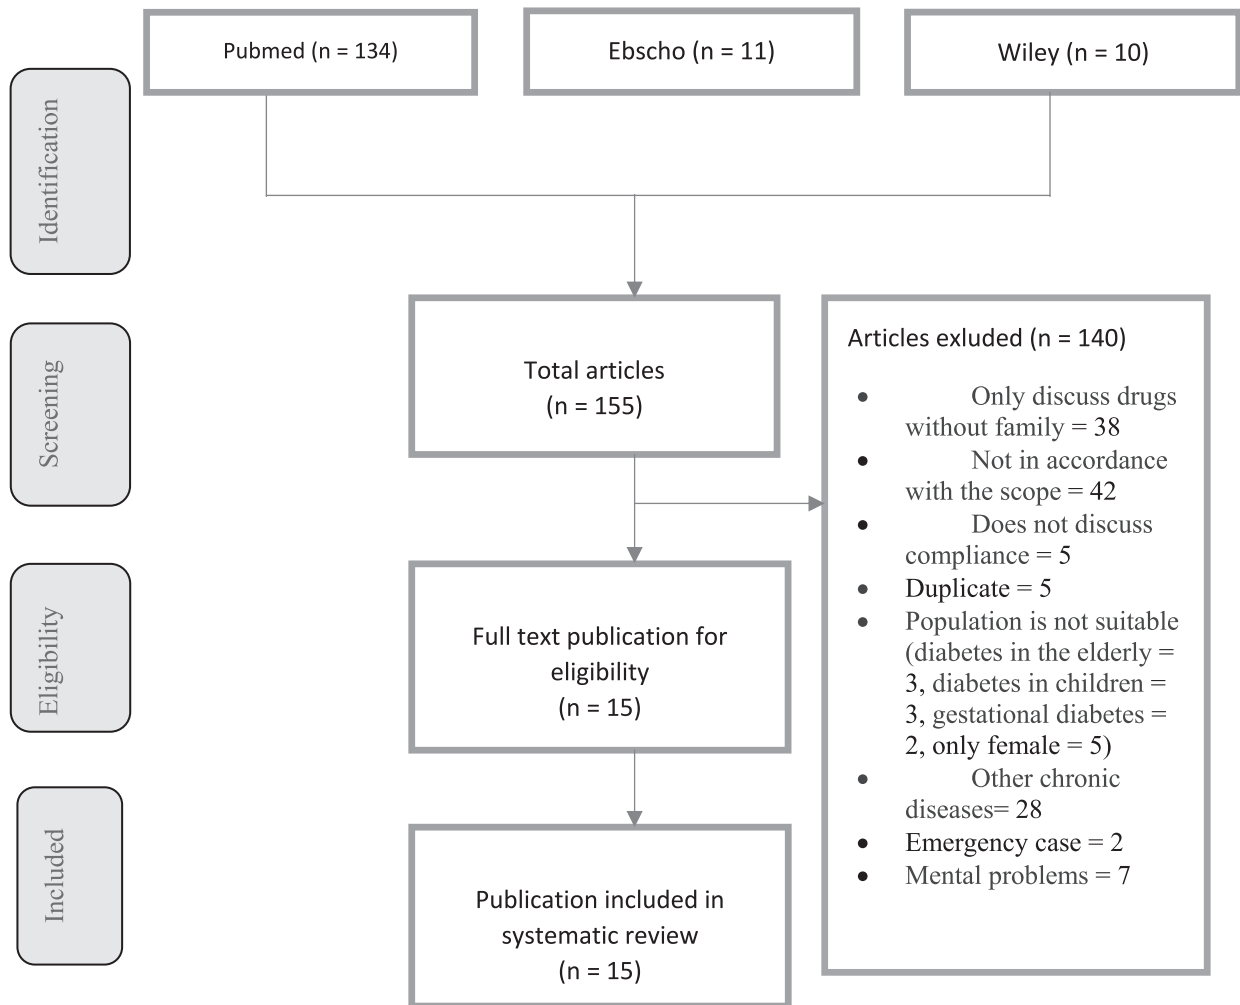 Pubmed (n = 134)
Ebscho (n = 11)
Wiley (n = 10)
Identification
Total articles
(n = 155)
Screening
Articles exluded (n = 140)
• Only discuss drugs
without family = 38
• Not in accordance
with the scope = 42
• Does not discuss
compliance = 5
• Duplicate = 5
• Population is not suitable
(diabetes in the elderly =
3, diabetes in children =
3, gestational diabetes =
2, only female = 5)
• Other chronic
diseases= 28
• Emergency case = 2
• Mental problems = 7
Eligibility
Full text publication for
eligibility
(n = 15)
Included
Publication included in
systematic review
(n = 15)